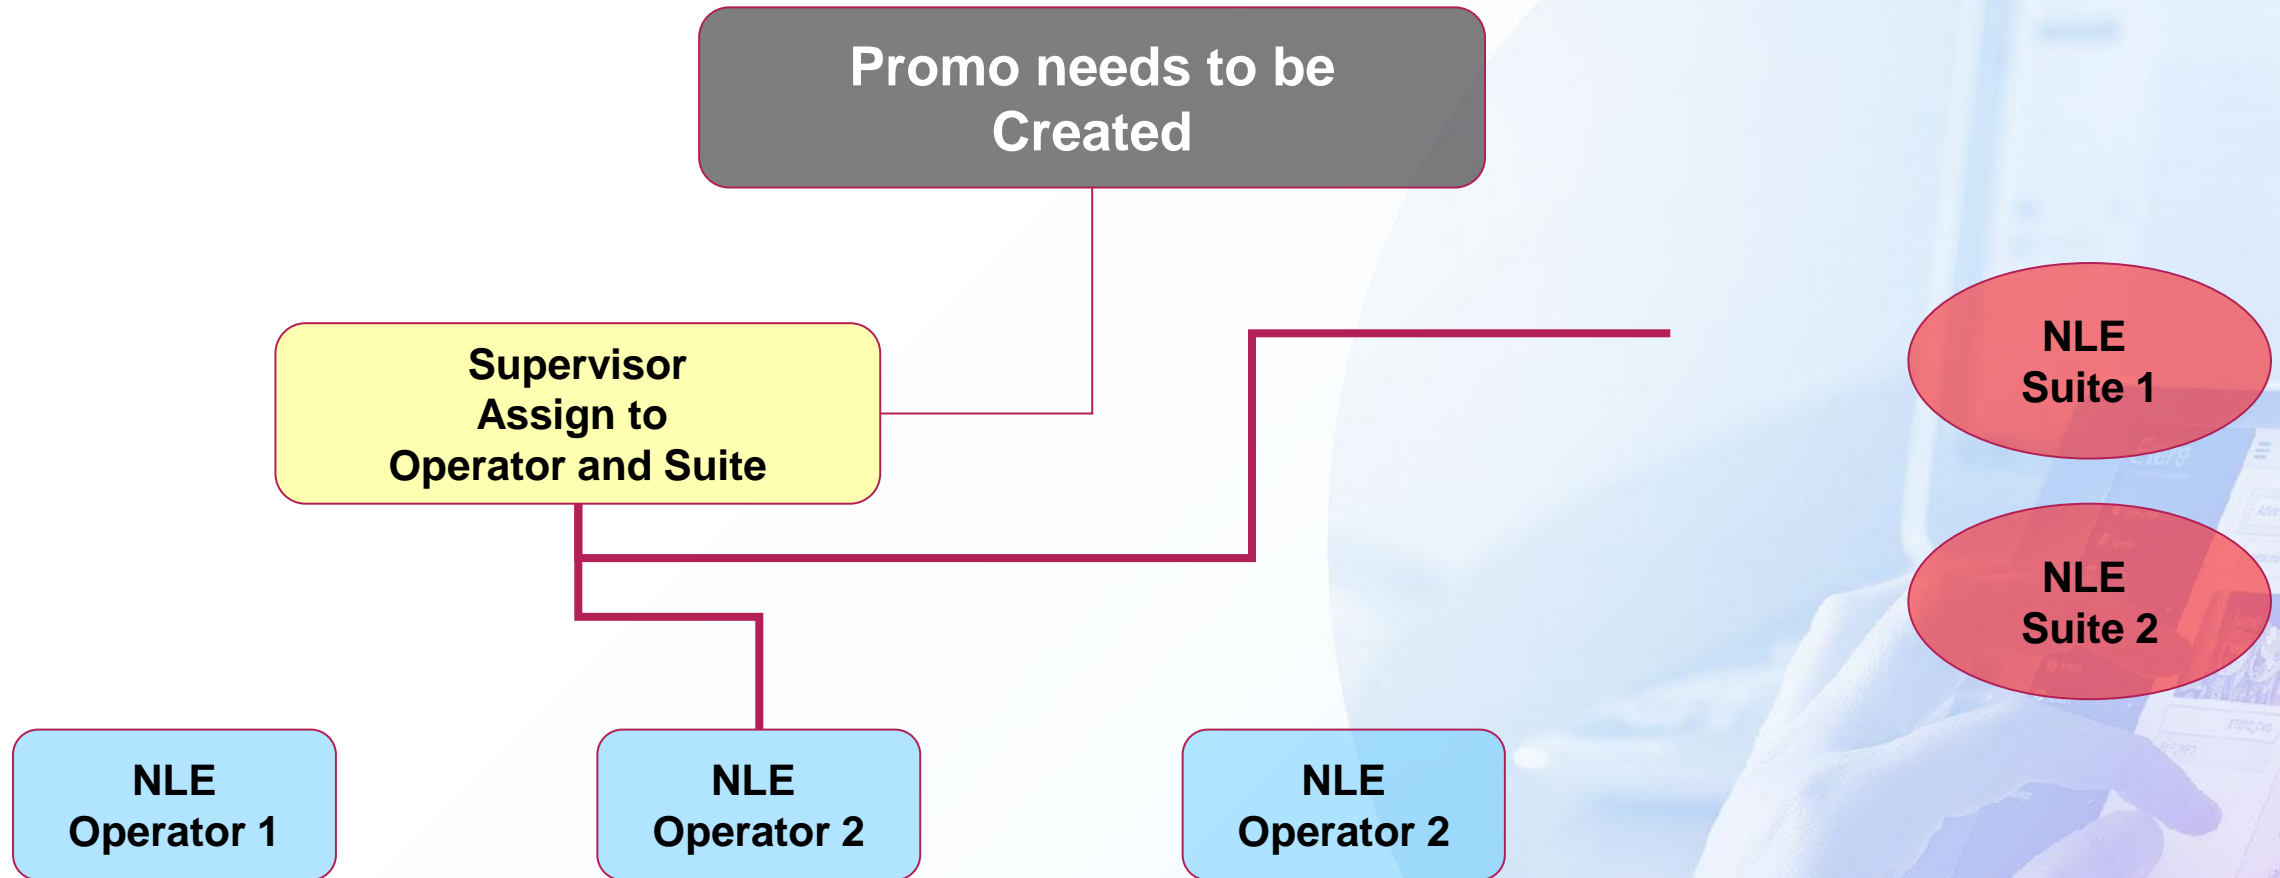 Promo needs to be
Created
Supervisor
Assign to
Operator and Suite
NLE
Suite 1
NLE
Suite 2
NLE
Operator 1
NLE
Operator 2
NLE
Operator 2
Etere